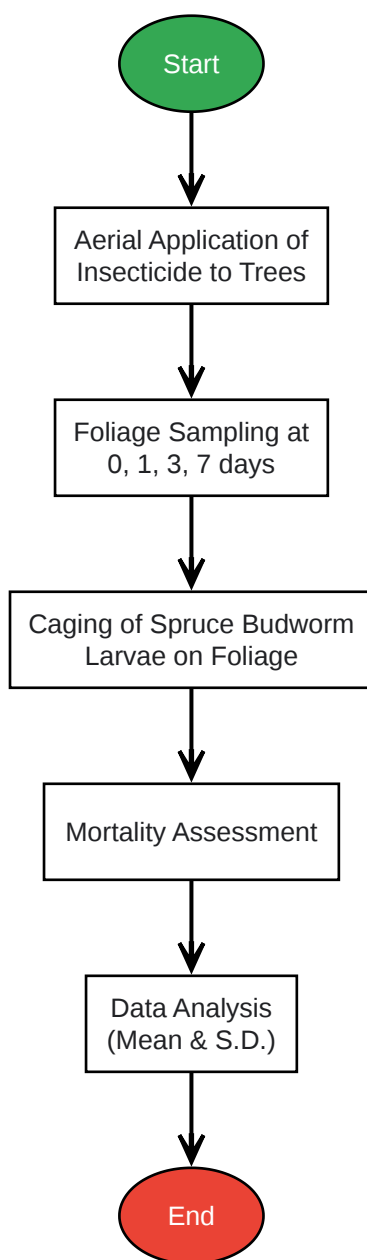 Start
Aerial Application of
Insecticide to Trees
Foliage Sampling at
0, 1, 3, 7 days
Caging of Spruce Budworm
Larvae on Foliage
Mortality Assessment
Data Analysis
(Mean & S.D.)
End